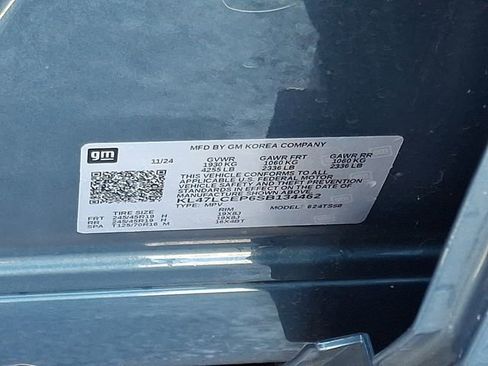 MFD BY GM KOREA COMPANY
gm
11/24 GVWR GAWR FRT GAWR RR
1930 KG 1060 KG 1060 KG
4255 LB 2336 LB 2336 LB
THIS VEHICLE CONFORMS TO ALL
APPLICABLE U.S. FEDERAL MOTOR
VEHICLE SAFETY AND THEFT PREVENTION
STANDARDS IN EFFECT ON THE DATE OF
MANUFACTURE SHOWN ABOVE.
KL47LCEP6SB134462
TYPE: MPV MODEL:
TIRE SIZE RIM
FRT 245/45R19 H 19X8J
RR 245/45R19 H 19X8J
SPA T125/70R16 M 16X4BT